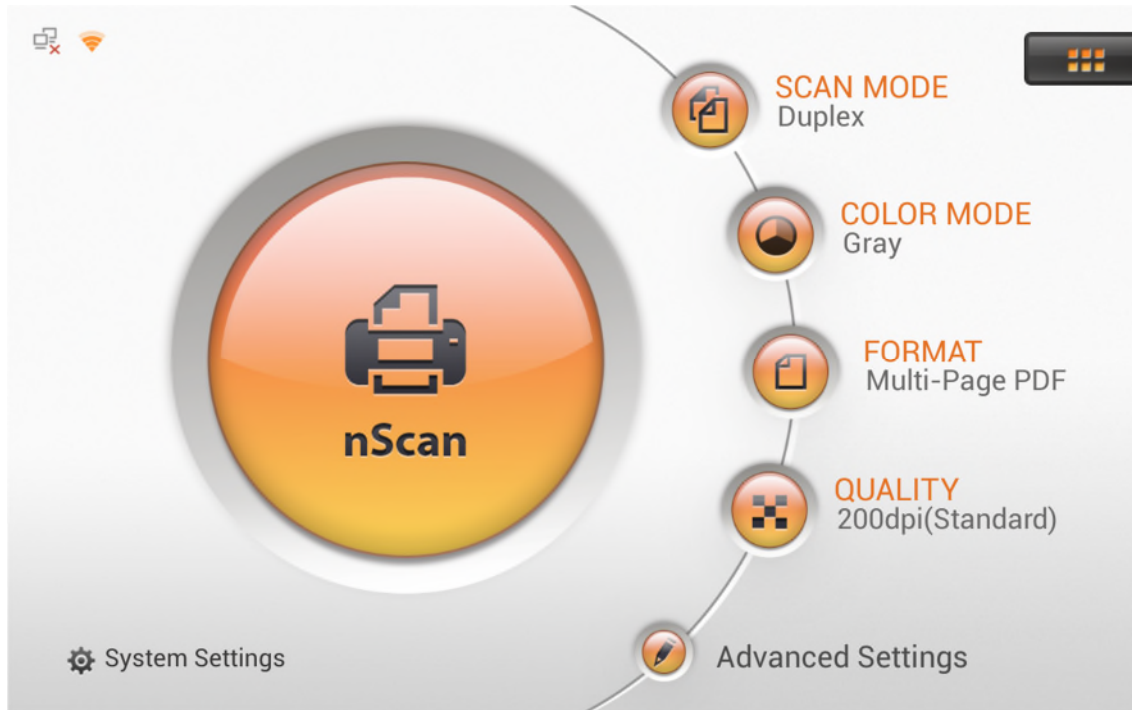 SCAN MODE
Duplex
COLOR MODE
Gray
FORMAT
Multi-Page PDF
nScan
QUALITY
200dpi(Standard)
System Settings
Advanced Settings